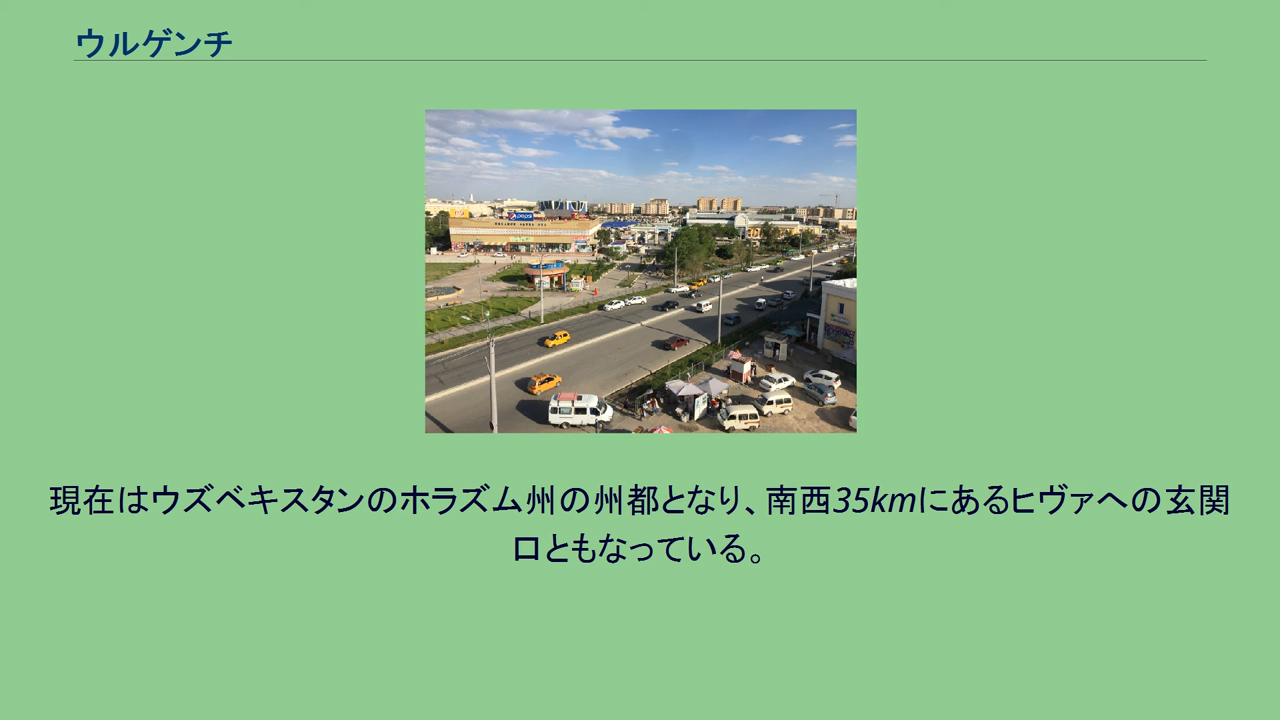 ウルゲンチ
pepsi
現在はウズベキスタンのホラズム州の州都となり、南西35kmにあるヒヴァへの玄関
口ともなっている。